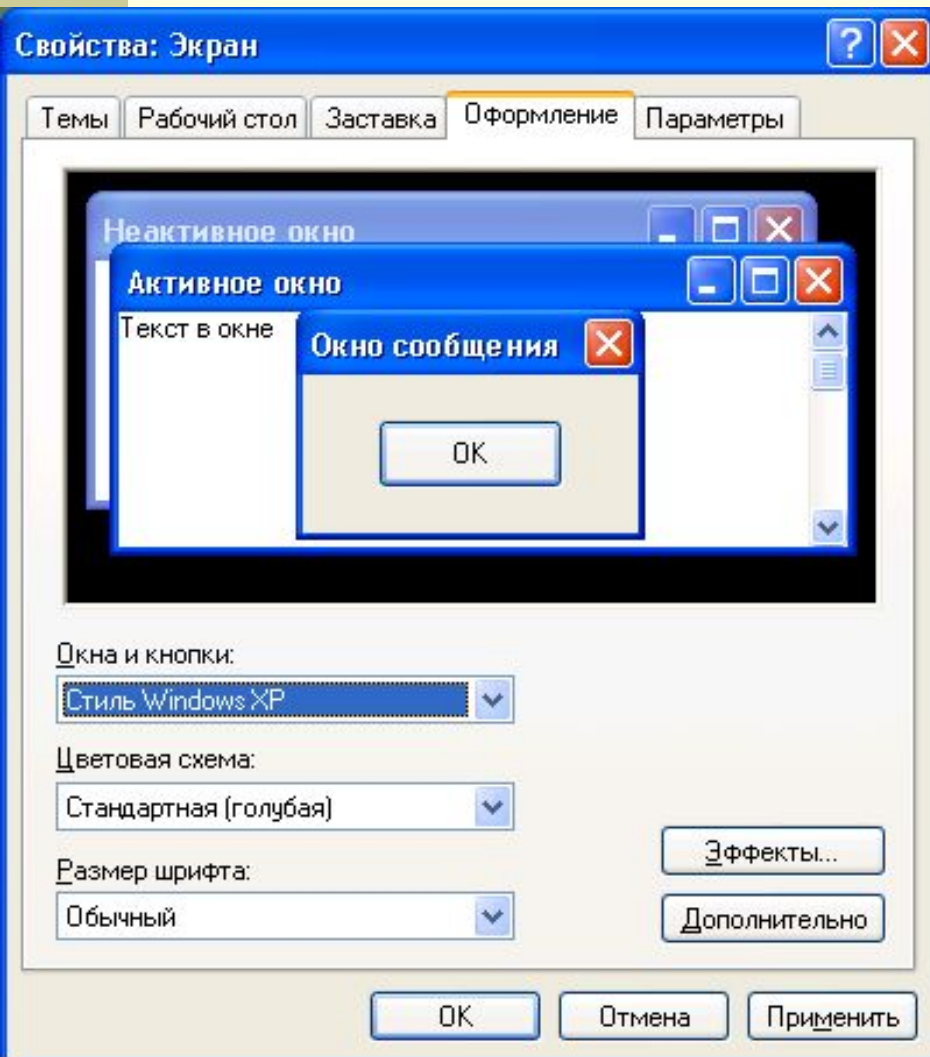 Свойства: Экран
Темы Рабочий стол Заставка Оформление Параметры
Неактивное окно
Активное окно
Текст в окне
Окно сообщения
OK
Окна и кнопки:
Стиль Windows XP
Цветовая схема:
Стандартная (голубая)
Эффекты...
Размер шрифта:
Обычный
Дополнительно
OK Отмена Применить